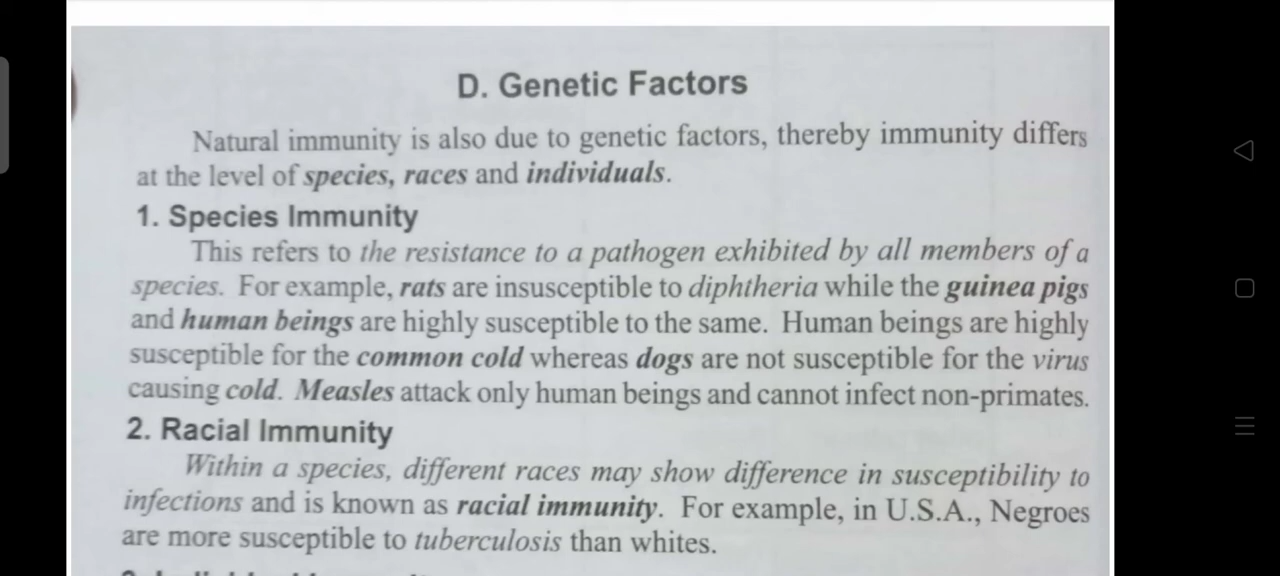 D. Genetic Factors
Natural immunity is also due to genetic factors, thereby immunity differs
at the level of species, races and individuals.
1. Species Immunity
This refers to the resistance to a pathogen exhibited by all members of a
species. For example, rats are insusceptible to diphtheria while the guinea pigs
and human beings are highly susceptible to the same. Human beings are highly
susceptible for the common cold whereas dogs are not susceptible for the virus
causing cold. Measles attack only human beings and cannot infect non-primates.
2. Racial Immunity
Within a species, different races may show difference in susceptibility to
infections and is known as racial immunity. For example, in U.S.A., Negroes
are more susceptible to tuberculosis than whites.